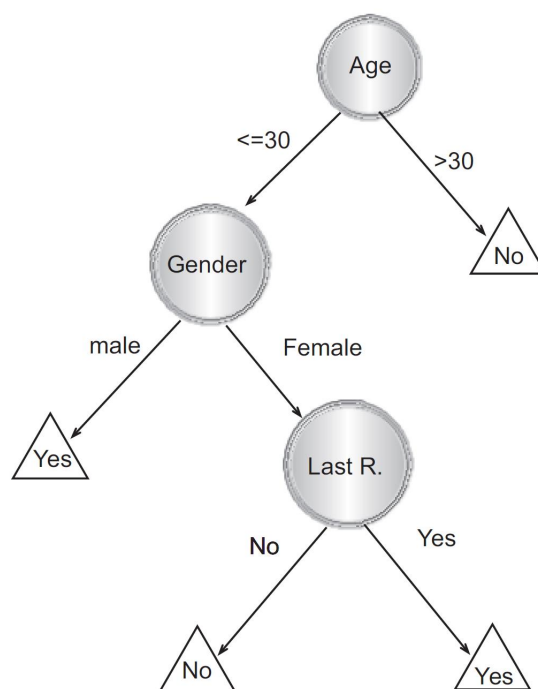 Age
<=30
>30
Gender
No
male
Female
Yes
Last R.
No
Yes
No
Yes